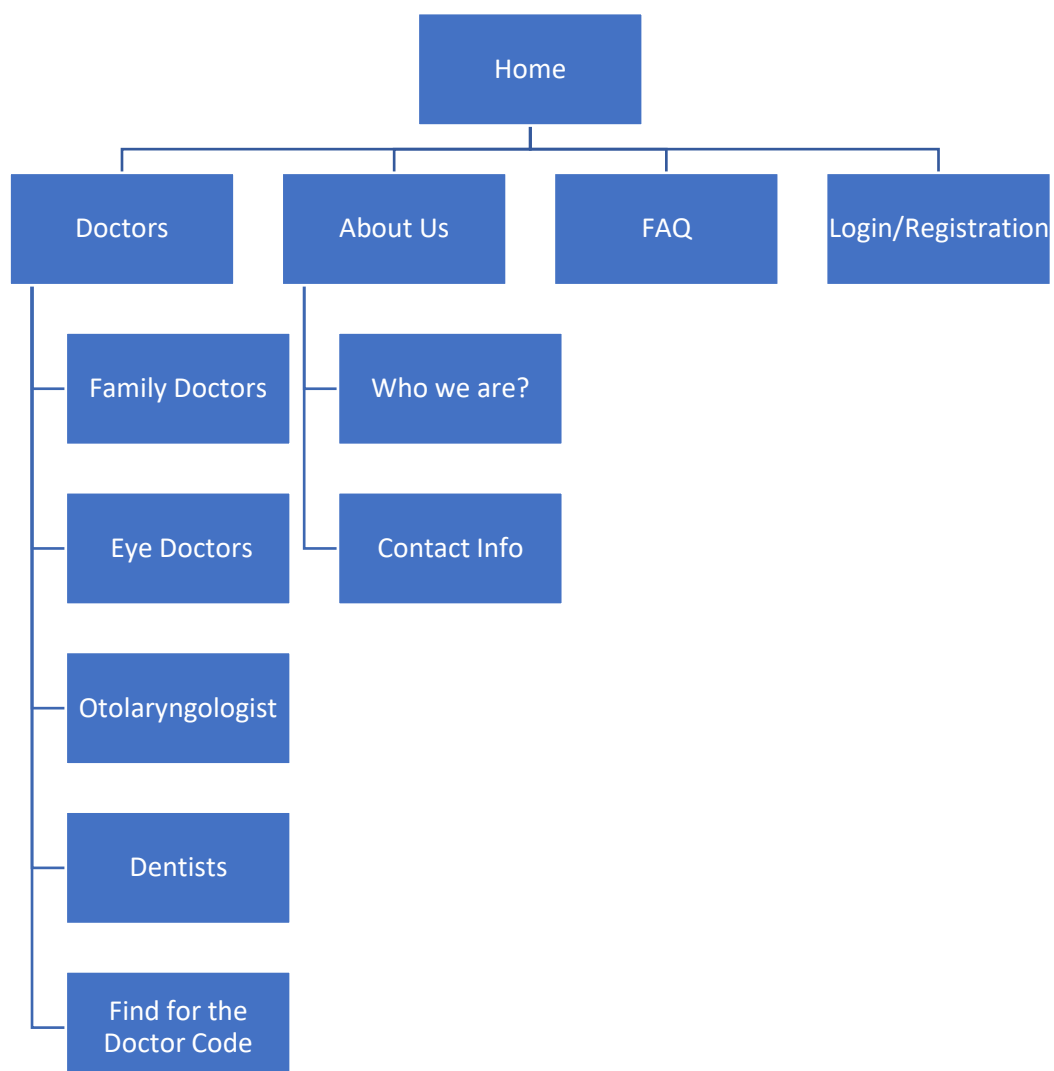 Home
Doctors
About Us
FAQ
Login/Registration
Family Doctors
Who we are?
Eye Doctors
Contact Info
Otolaryngologist
Dentists
Find for the
Doctor Code